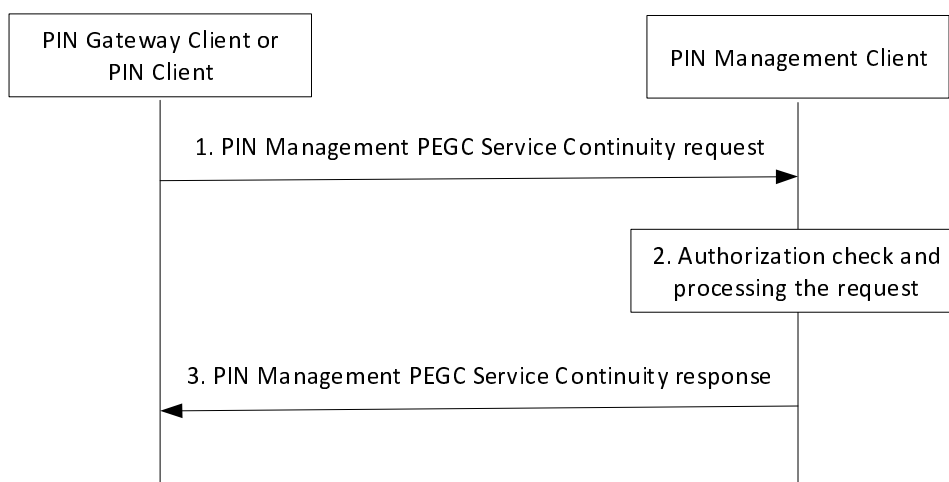 PIN Gateway Client or
PIN Client
PIN Management Client
1. PIN Management PEGC Service Continuity request
2. Authorization check and
processing the request
3. PIN Management PEGC Service Continuity response